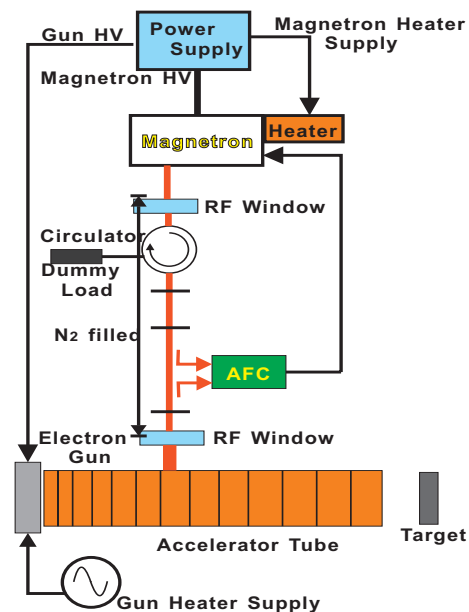 Gun HV
Power
Supply
Magnetron Heater
Supply
Magnetron HV
Magnetron
Heater
RF Window
Circulator
Dummy
Load
N2 filled
AFC
Electron
Gun
RF Window
Accelerator Tube
Target
Gun Heater Supply